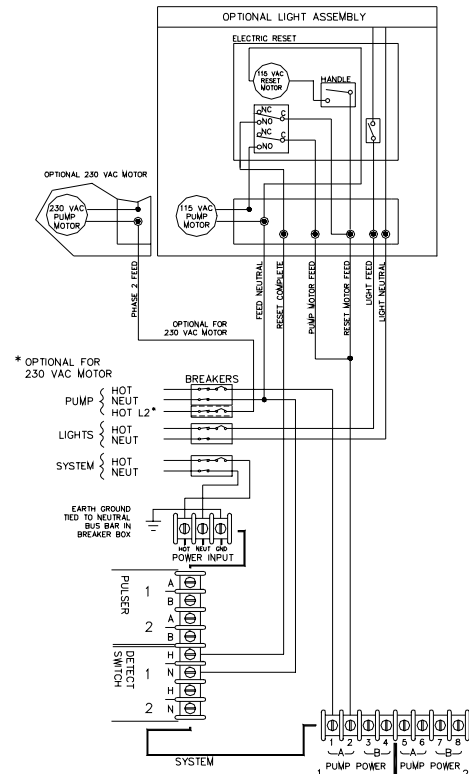 OPTIONAL LIGHT ASSEMBLY
ELECTRIC RESET
115 VAC
RESET
MOTOR
HANDLE
NC
C
NO
NC
C
NO
OPTIONAL 230 VAC MOTOR
230 VAC
PUMP
MOTOR
115 VAC
PUMP
MOTOR
PHASE 2 FEED
FEED NEUTRAL
RESET COMPLETE
PUMP MOTOR FEED
RESET MOTOR FEED
LIGHT FEED
LIGHT NEUTRAL
OPTIONAL FOR
230 VAC MOTOR
* OPTIONAL FOR
230 VAC MOTOR
BREAKERS
PUMP
HOT
NEUT
HOT L2*
LIGHTS
HOT
NEUT
SYSTEM
HOT
NEUT
EARTH GROUND
TIED TO NEUTRAL
BUS BAR IN
BREAKER BOX
HOT NEUT GND
POWER INPUT
PULSER
1
A
B
2
A
B
DETECT
SWITCH
1
H
N
2
H
N
SYSTEM
1 2 3 4 5 6 7 8
A B A B
PUMP POWER PUMP POWER
1 2